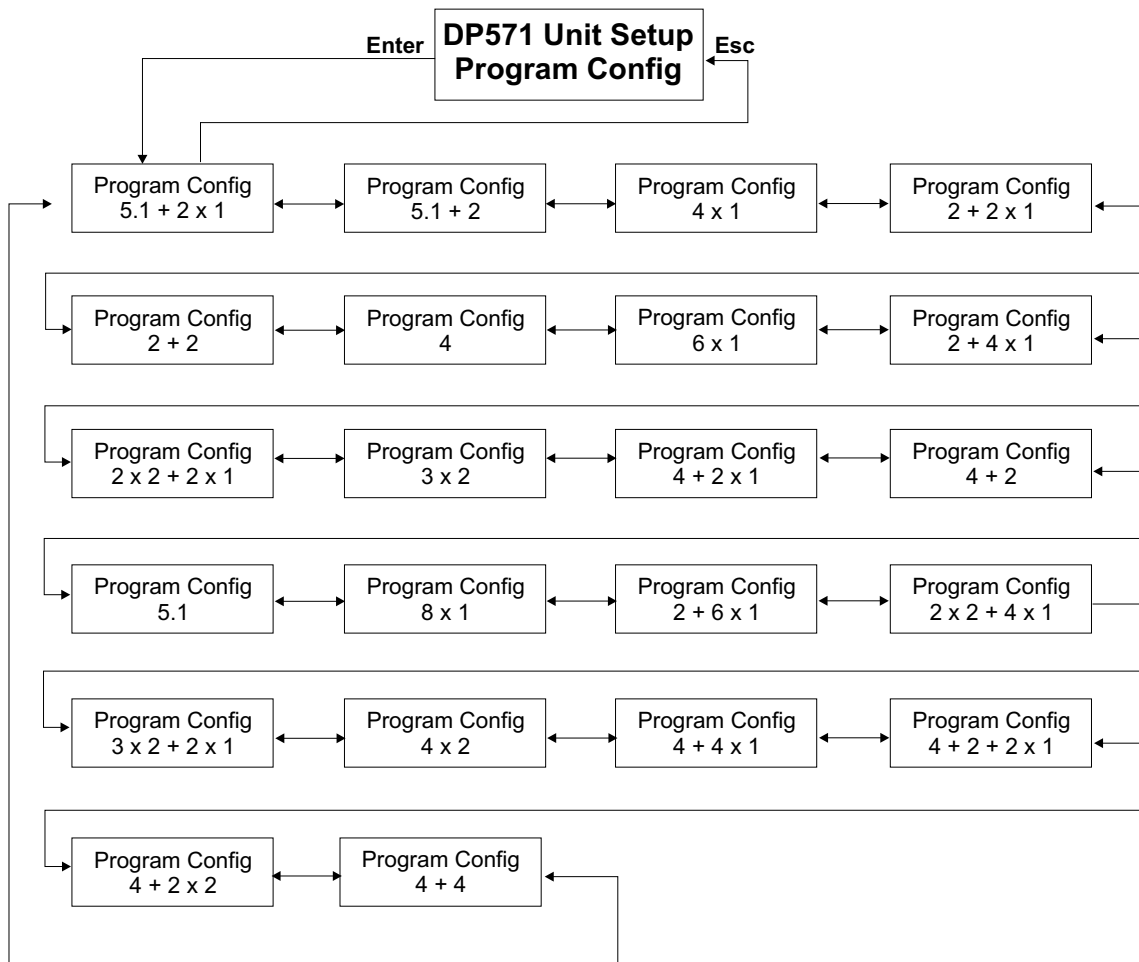 DP571 Unit Setup
Program Config
Enter
Esc
Program Config
5.1 + 2 x 1
Program Config
5.1 + 2
Program Config
4 x 1
Program Config
2 + 2 x 1
Program Config
2 + 2
Program Config
4
Program Config
6 x 1
Program Config
2 + 4 x 1
Program Config
2 x 2 + 2 x 1
Program Config
3 x 2
Program Config
4 + 2 x 1
Program Config
4 + 2
Program Config
5.1
Program Config
8 x 1
Program Config
2 + 6 x 1
Program Config
2 x 2 + 4 x 1
Program Config
3 x 2 + 2 x 1
Program Config
4 x 2
Program Config
4 + 4 x 1
Program Config
4 + 2 + 2 x 1
Program Config
4 + 2 x 2
Program Config
4 + 4